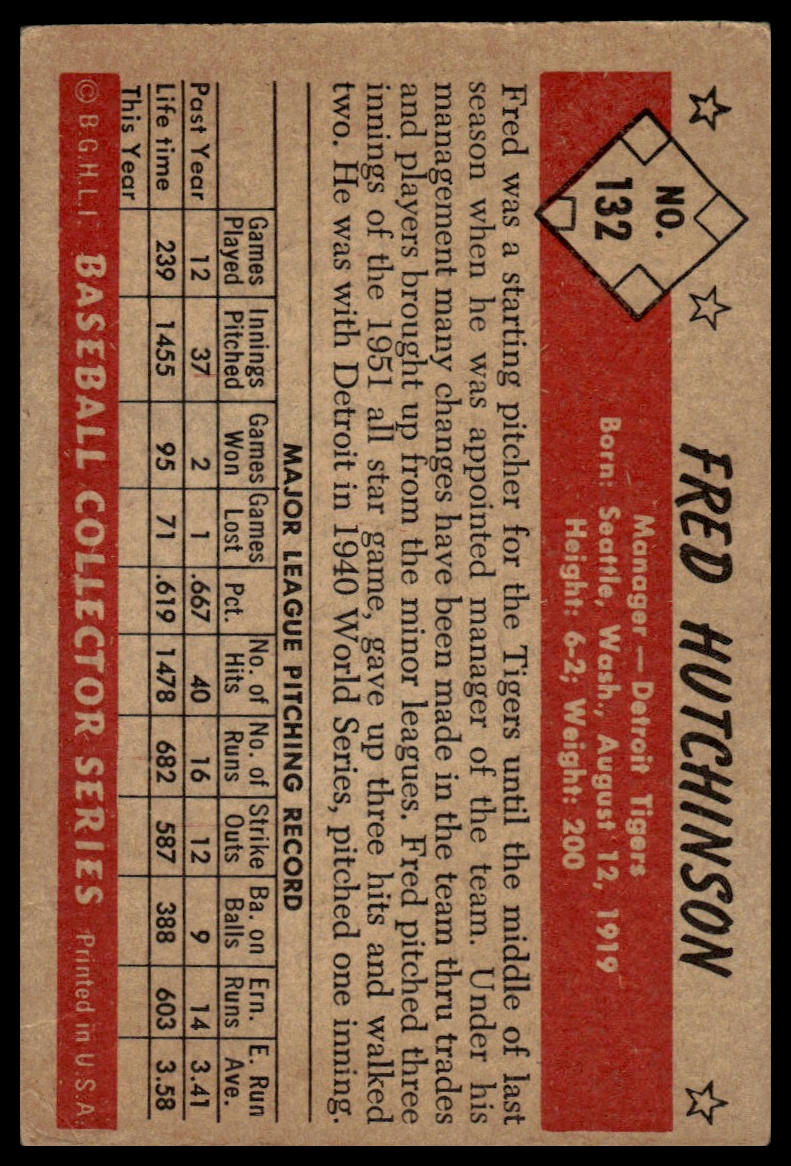 NO.
132
FRED HUTCHINSON
Manager — Detroit Tigers
Born: Seattle, Wash., August 12, 1919
Height: 6-2; Weight: 200
Fred was a starting pitcher for the Tigers until the middle of last
season when he was appointed manager of the team. Under his
management many changes have been made in the team thru trades
and players brought up from the minor leagues. Fred pitched three
innings of the 1951 all star game, gave up three hits and walked
two. He was with Detroit in 1940 World Series, pitched one inning.
MAJOR LEAGUE PITCHING RECORD
Games Innings Games Games Pct. No. of No. of Strike Ba. on Ern. E. Run
Played Pitched Won Lost Hits Runs Outs Balls Runs Ave.
Past Year 12 37 2 1 .667 40 16 12 9 14 3.41
Life time 239 1455 95 71 .619 1478 682 587 388 603 3.58
This Year
© B.G.H.L.I. BASEBALL COLLECTOR SERIES Printed in U.S.A.